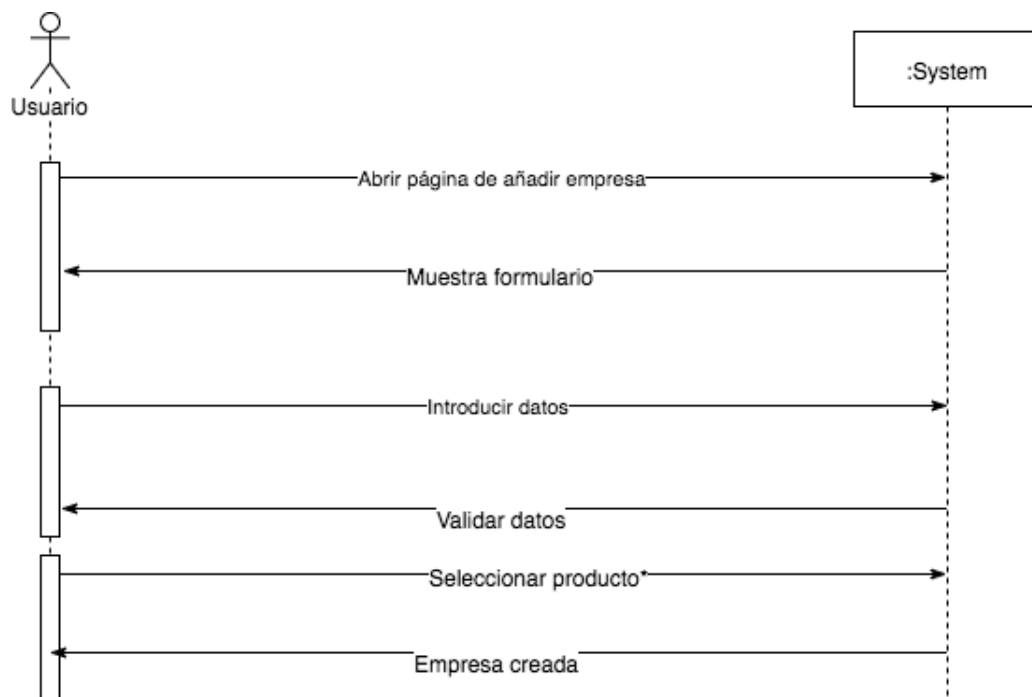 :System
Usuario
Abrir página de añadir empresa
Muestra formulario
Introducir datos
Validar datos
Seleccionar producto*
Empresa creada